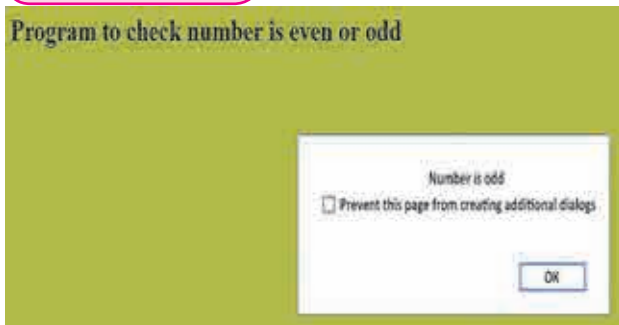 Program to check number is even or odd
Number is odd
Prevent this page from creating additional dialogs
OK